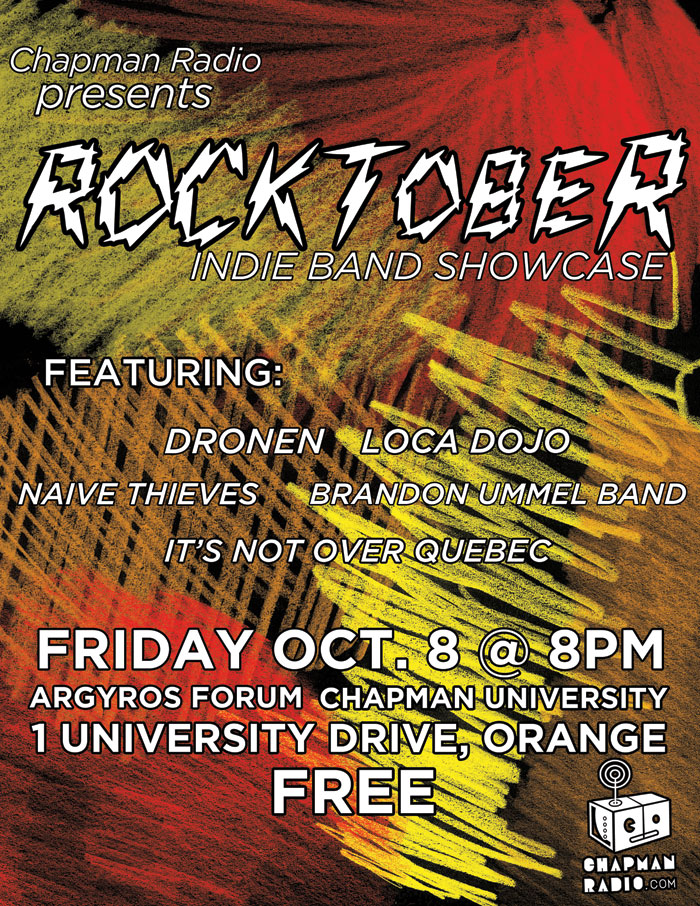 Chapman Radio
presents
ROCKTOBER
INDIE BAND SHOWCASE
FEATURING:
DRONEN LOCA DOJO
NAIVE THIEVES BRANDON UMMEL BAND
IT'S NOT OVER QUEBEC
FRIDAY OCT. 8 @ 8PM
ARGYROS FORUM CHAPMAN UNIVERSITY
1 UNIVERSITY DRIVE, ORANGE
FREE
CHAPMAN
RADIO.COM